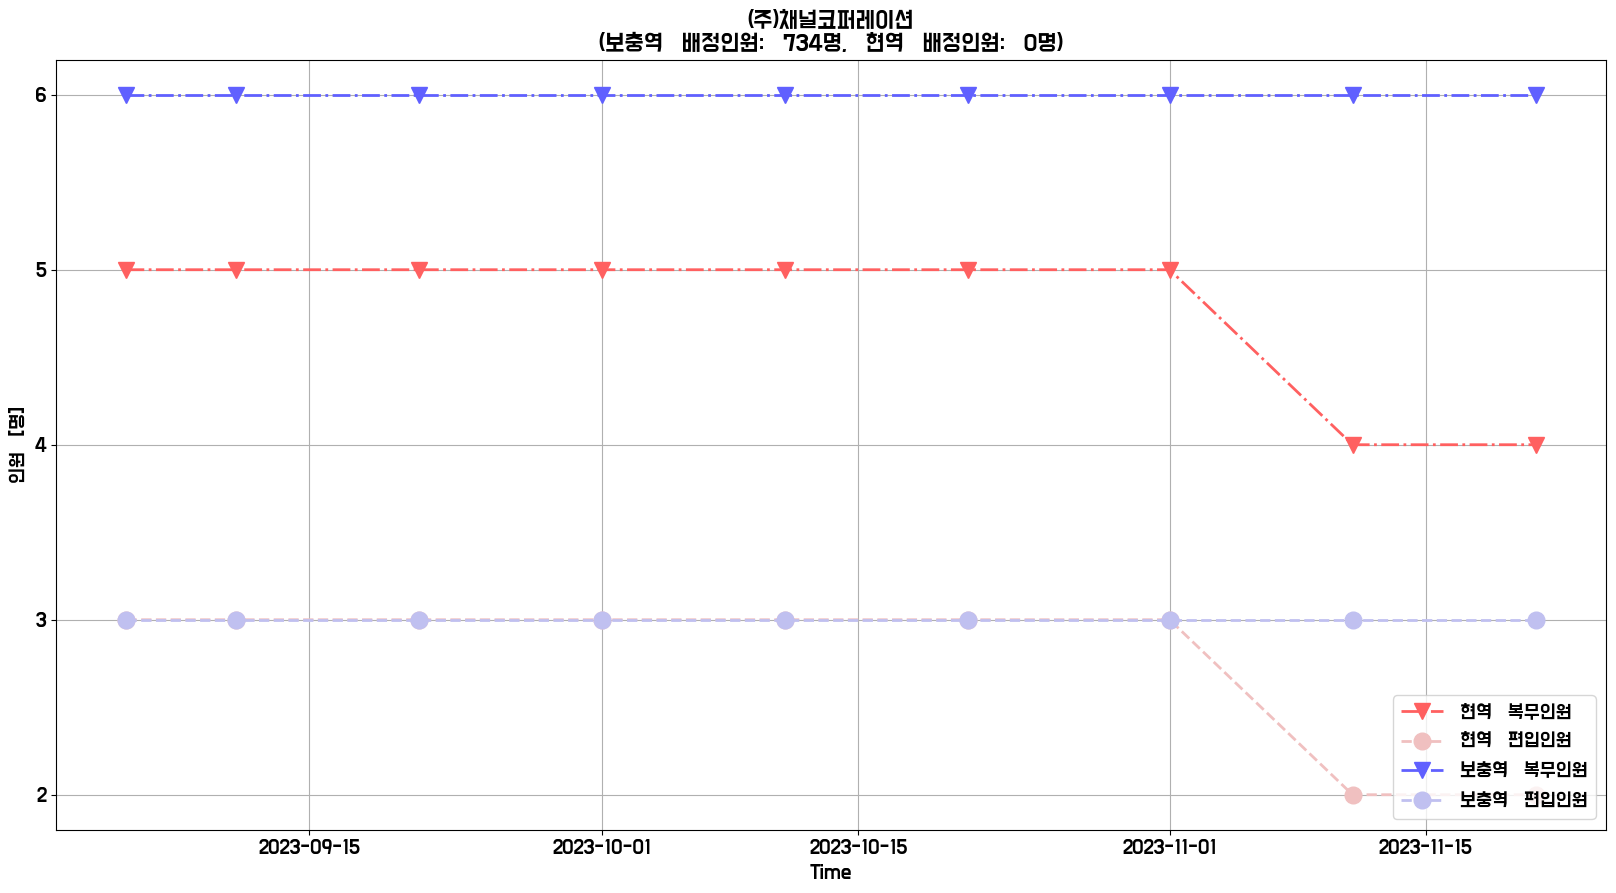 (주)채널코퍼레이션
(보충역 배정인원: 734명, 현역 배정인원: 0명)
인원 [명]
6
5
4
3
2
현역 복무인원
현역 편입인원
보충역 복무인원
보충역 편입인원
2023-09-15
2023-10-01
2023-10-15
2023-11-01
2023-11-15
Time